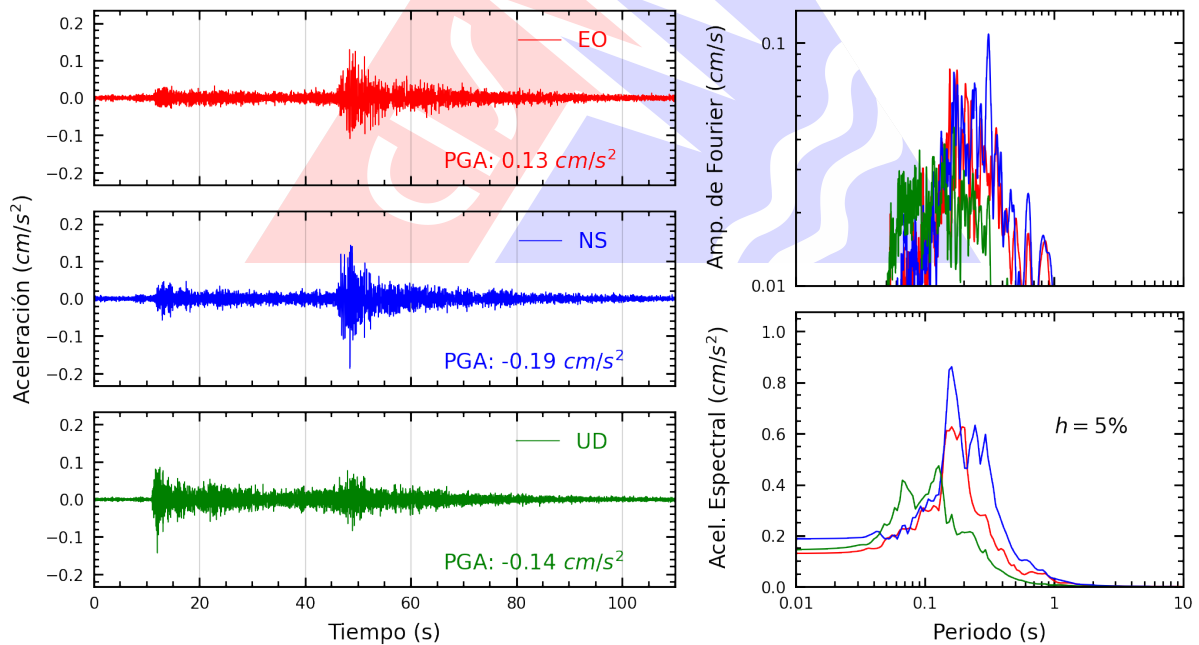 Aceleración (cm/s²)
0.2
0.1
0.0
−0.1
−0.2
EO
PGA: 0.13 cm/s²
0.2
0.1
0.0
−0.1
−0.2
NS
PGA: -0.19 cm/s²
0.2
0.1
0.0
−0.1
−0.2
UD
PGA: -0.14 cm/s²
0 20 40 60 80 100
Tiempo (s)
Amp. de Fourier (cm/s)
0.1
0.01
Acel. Espectral (cm/s²)
1.0
0.8
0.6
0.4
0.2
0.0
h = 5%
0.01 0.1 1 10
Periodo (s)